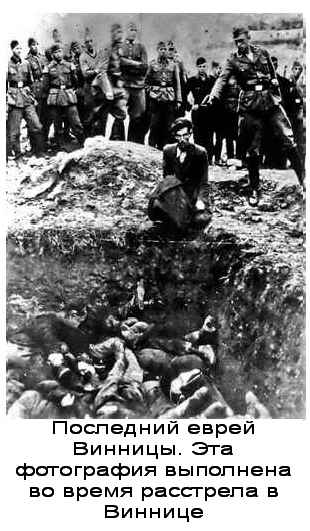 Последний еврей
Винницы. Эта
фотография выполнена
во время расстрела в
Виннице